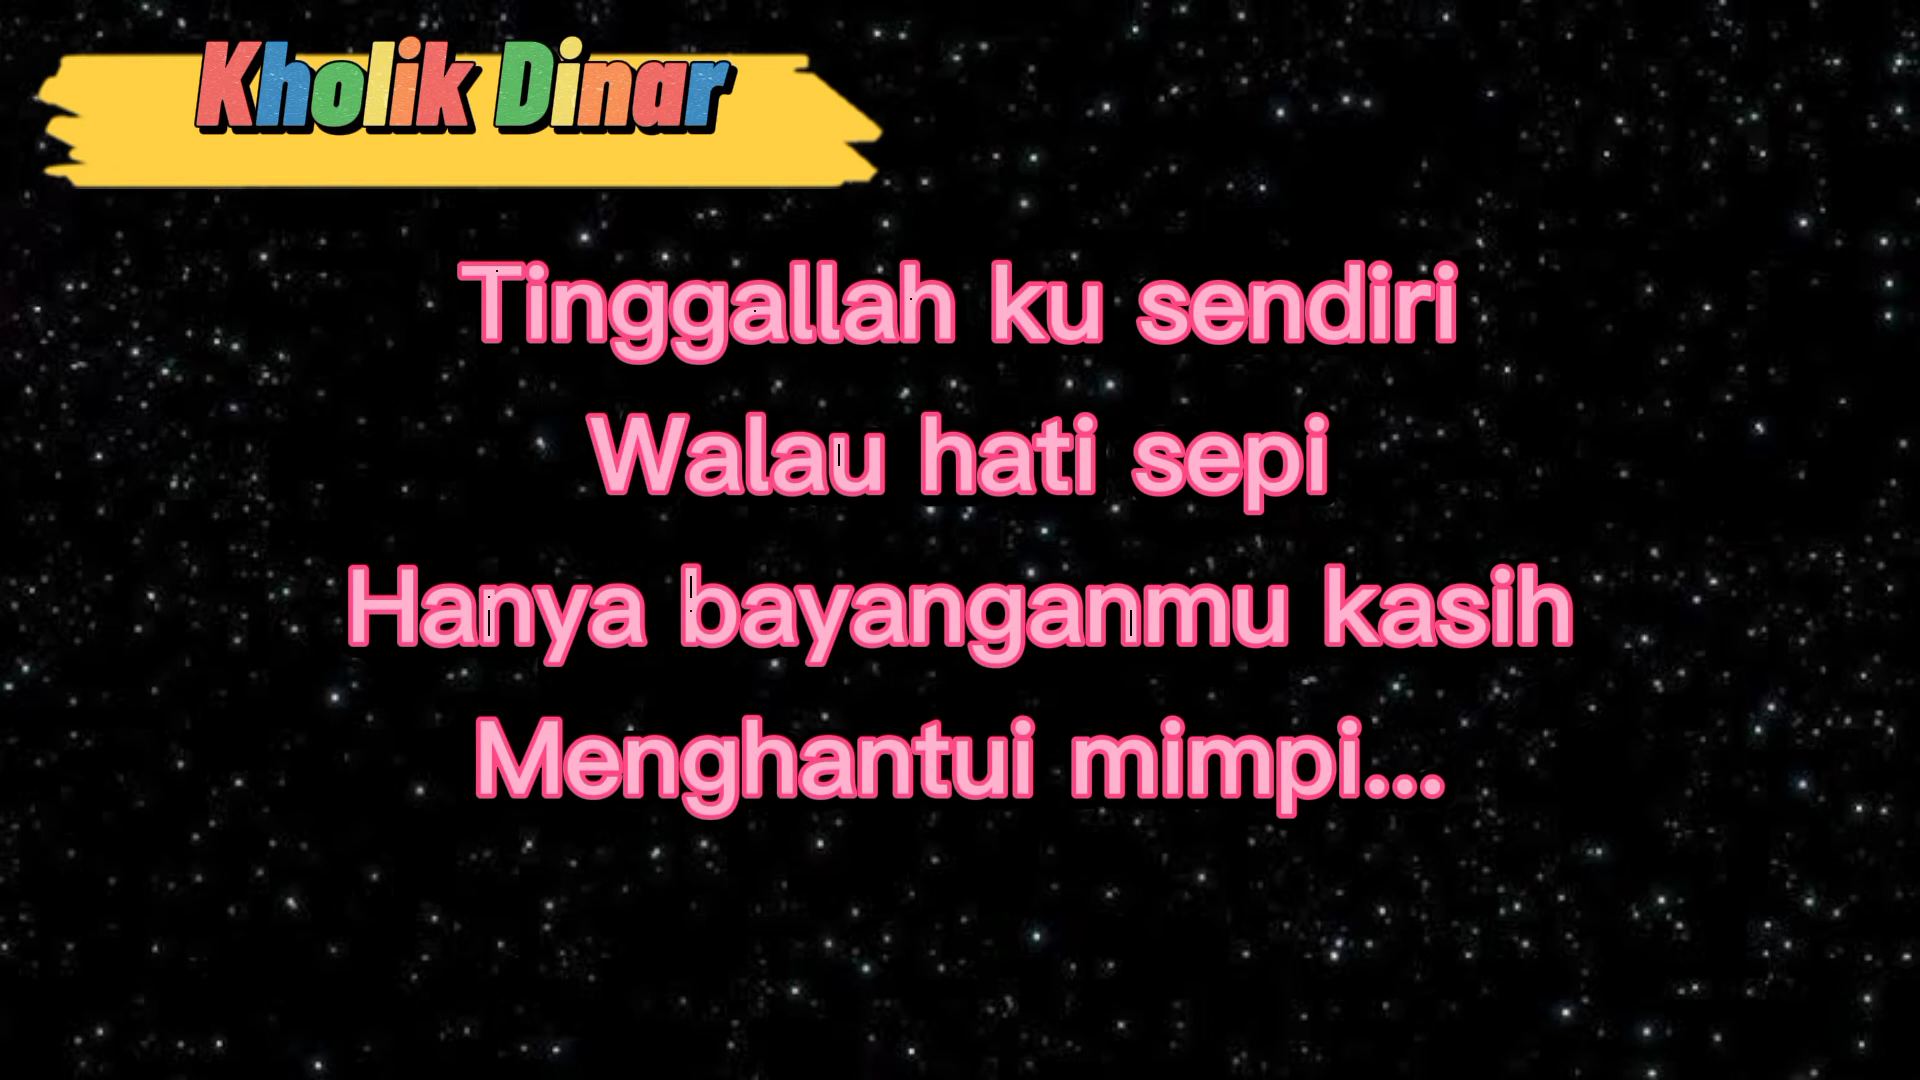 Kholik Dinar
Tinggallah ku sendiri
Walau hati sepi
Hanya bayanganmu kasih
Menghantui mimpi...